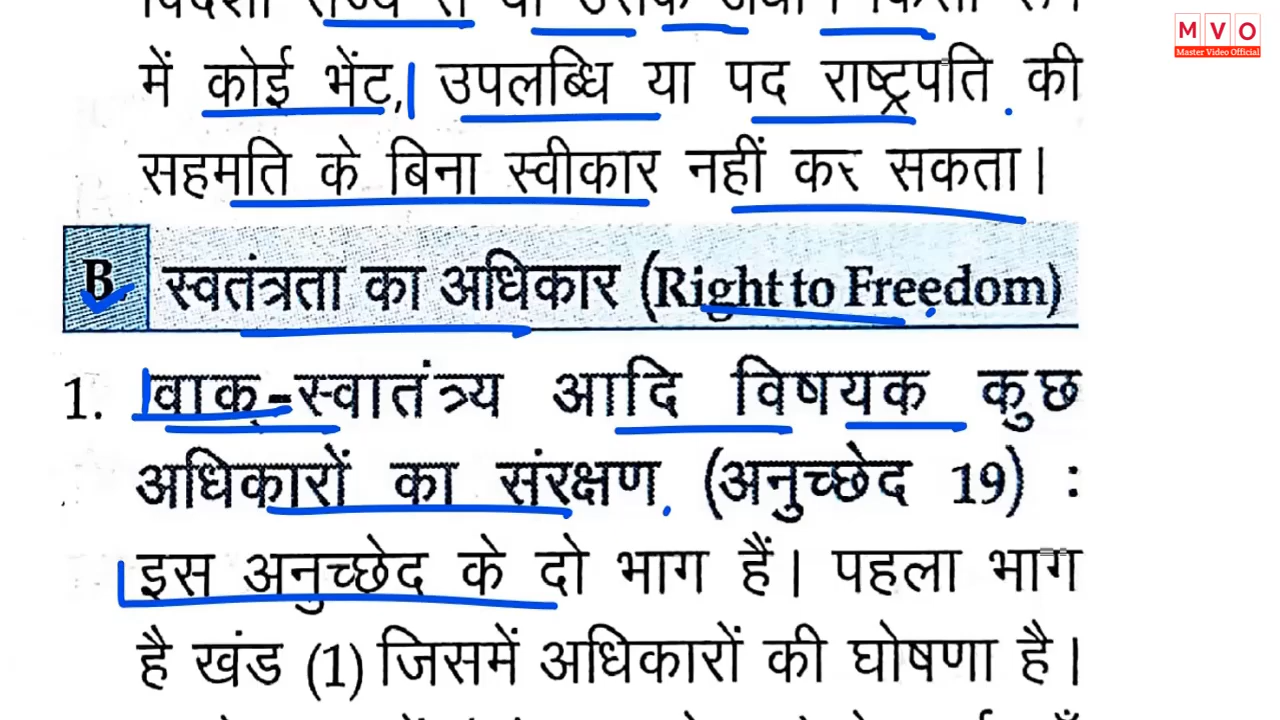 M V O
Master Video Official
में कोई भेंट, उपलब्धि या पद राष्ट्रपति की
सहमति के बिना स्वीकार नहीं कर सकता।
B. स्वतंत्रता का अधिकार (Right to Freedom)
1. वाक्-स्वातंत्र्य आदि विषयक कुछ
अधिकारों का संरक्षण (अनुच्छेद 19) :
इस अनुच्छेद के दो भाग हैं। पहला भाग
है खंड (1) जिसमें अधिकारों की घोषणा है।